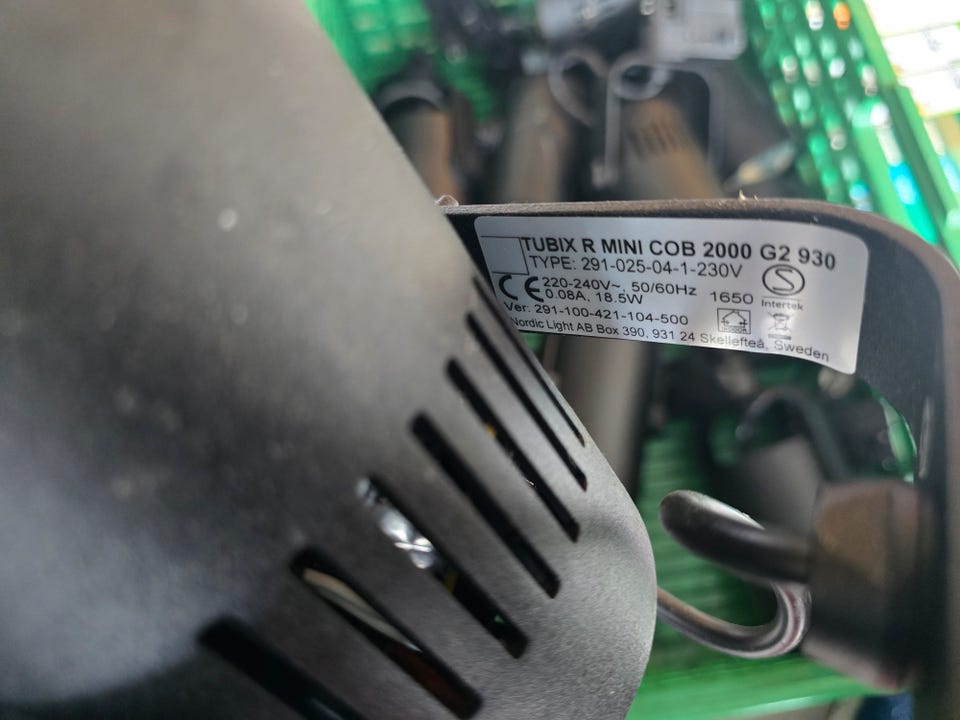 TUBIX R MINI COB 2000 G2 930
TYPE: 291-025-04-1-230V
CE 220-240V~, 50/60Hz
0.08A, 18.5W
1650
S
Intertek
Ver: 291-100-421-104-500
Nordic Light AB Box 390, 931 24 Skellefteå, Sweden